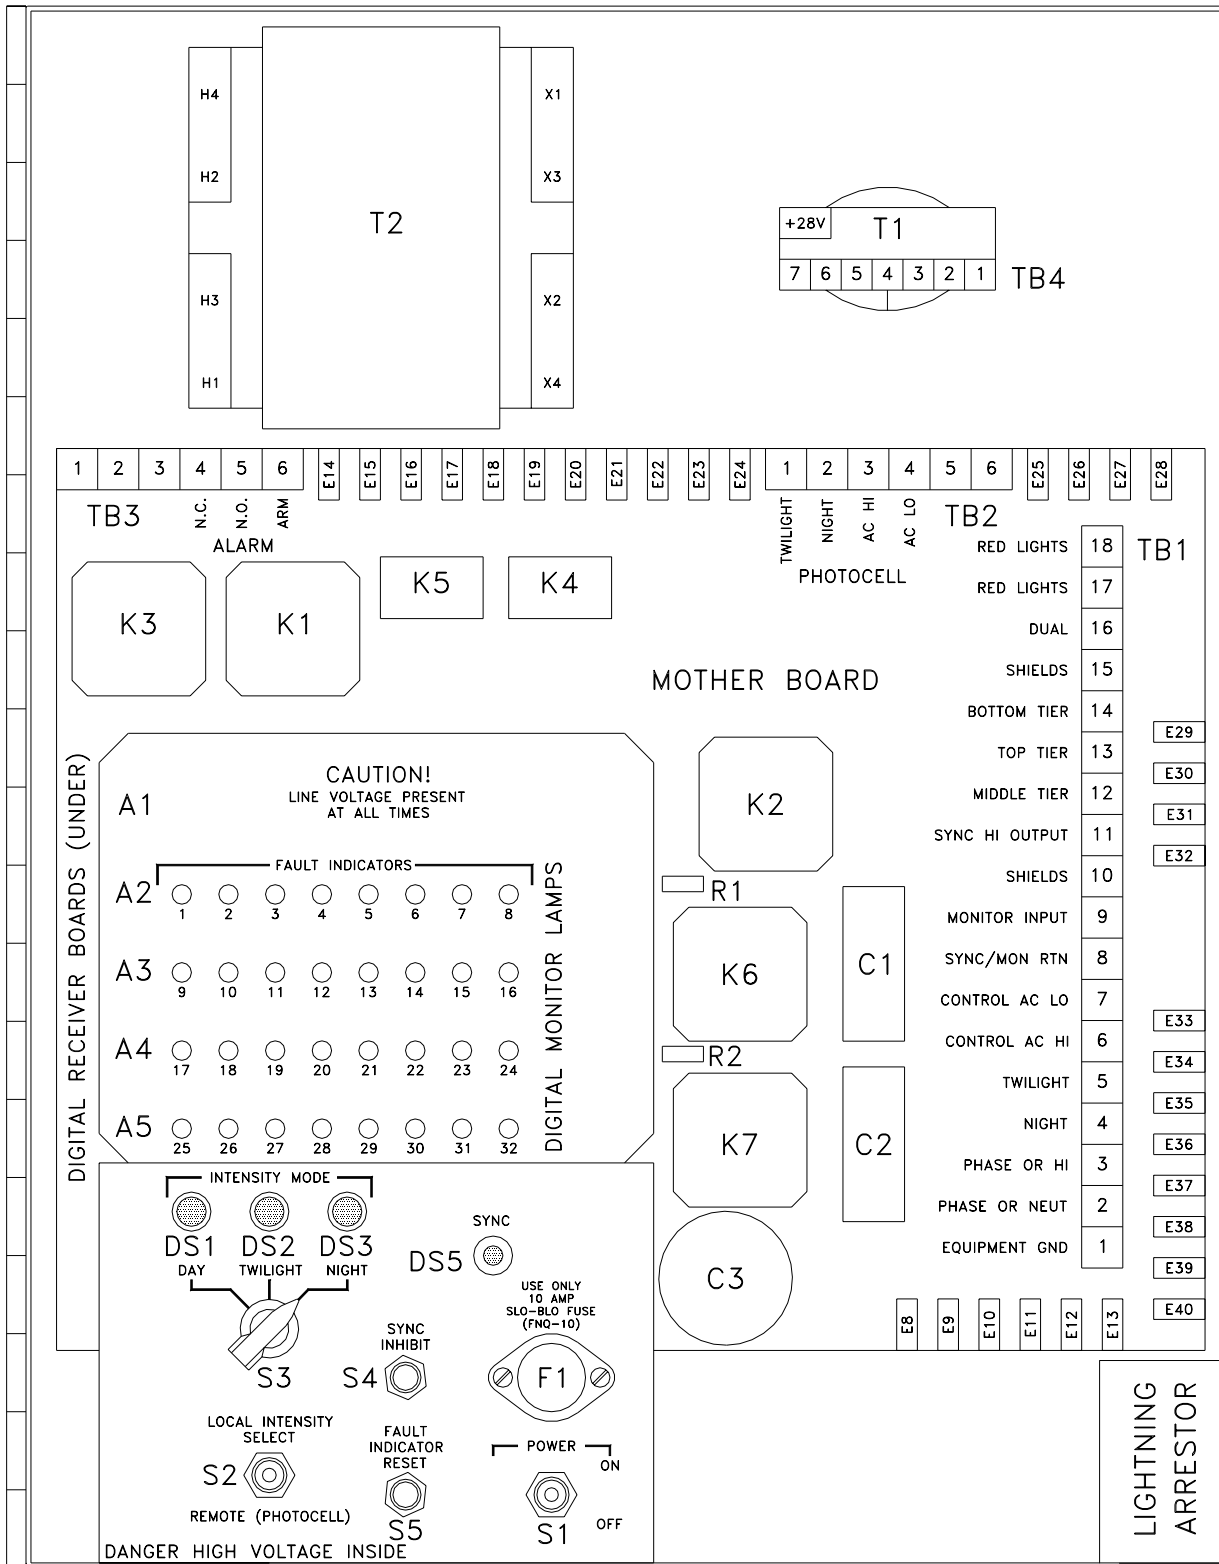 H4
X1
H2
X3
T2
+28V
T1
7 6 5 4 3 2 1
TB4
H3
X2
H1
X4
1 2 3 4 5 6
E14 E15 E16 E17 E18 E19 E20 E21 E22 E23 E24
1 2 3 4 5 6
E25 E26 E27 E28
TB3
N.C.
N.O.
ARM
ALARM
TWILIGHT
NIGHT
AC HI
AC LO
PHOTOCELL
TB2
TB1
K3
K1
K5
K4
MOTHER BOARD
RED LIGHTS 18
RED LIGHTS 17
DUAL 16
SHIELDS 15
BOTTOM TIER 14
TOP TIER 13
MIDDLE TIER 12
SYNC HI OUTPUT 11
SHIELDS 10
MONITOR INPUT 9
SYNC/MON RTN 8
CONTROL AC LO 7
CONTROL AC HI 6
TWILIGHT 5
NIGHT 4
PHASE OR HI 3
PHASE OR NEUT 2
EQUIPMENT GND 1
E29
E30
E31
E32
E33
E34
E35
E36
E37
E38
E39
E40
DIGITAL RECEIVER BOARDS (UNDER)
A1
CAUTION!
LINE VOLTAGE PRESENT
AT ALL TIMES
FAULT INDICATORS
A2
1 2 3 4 5 6 7 8
A3
9 10 11 12 13 14 15 16
A4
17 18 19 20 21 22 23 24
A5
25 26 27 28 29 30 31 32
DIGITAL MONITOR LAMPS
K2
R1
K6
C1
R2
K7
C2
C3
E8 E9 E10 E11 E12 E13
INTENSITY MODE
DS1 DS2 DS3
DAY TWILIGHT NIGHT
SYNC
DS5
USE ONLY
10 AMP
SLO-BLO FUSE
(FNQ-10)
F1
S3
SYNC
INHIBIT
S4
LOCAL INTENSITY
SELECT
S2
REMOTE (PHOTOCELL)
FAULT
INDICATOR
RESET
S5
POWER
ON
S1
OFF
DANGER HIGH VOLTAGE INSIDE
LIGHTNING
ARRESTOR